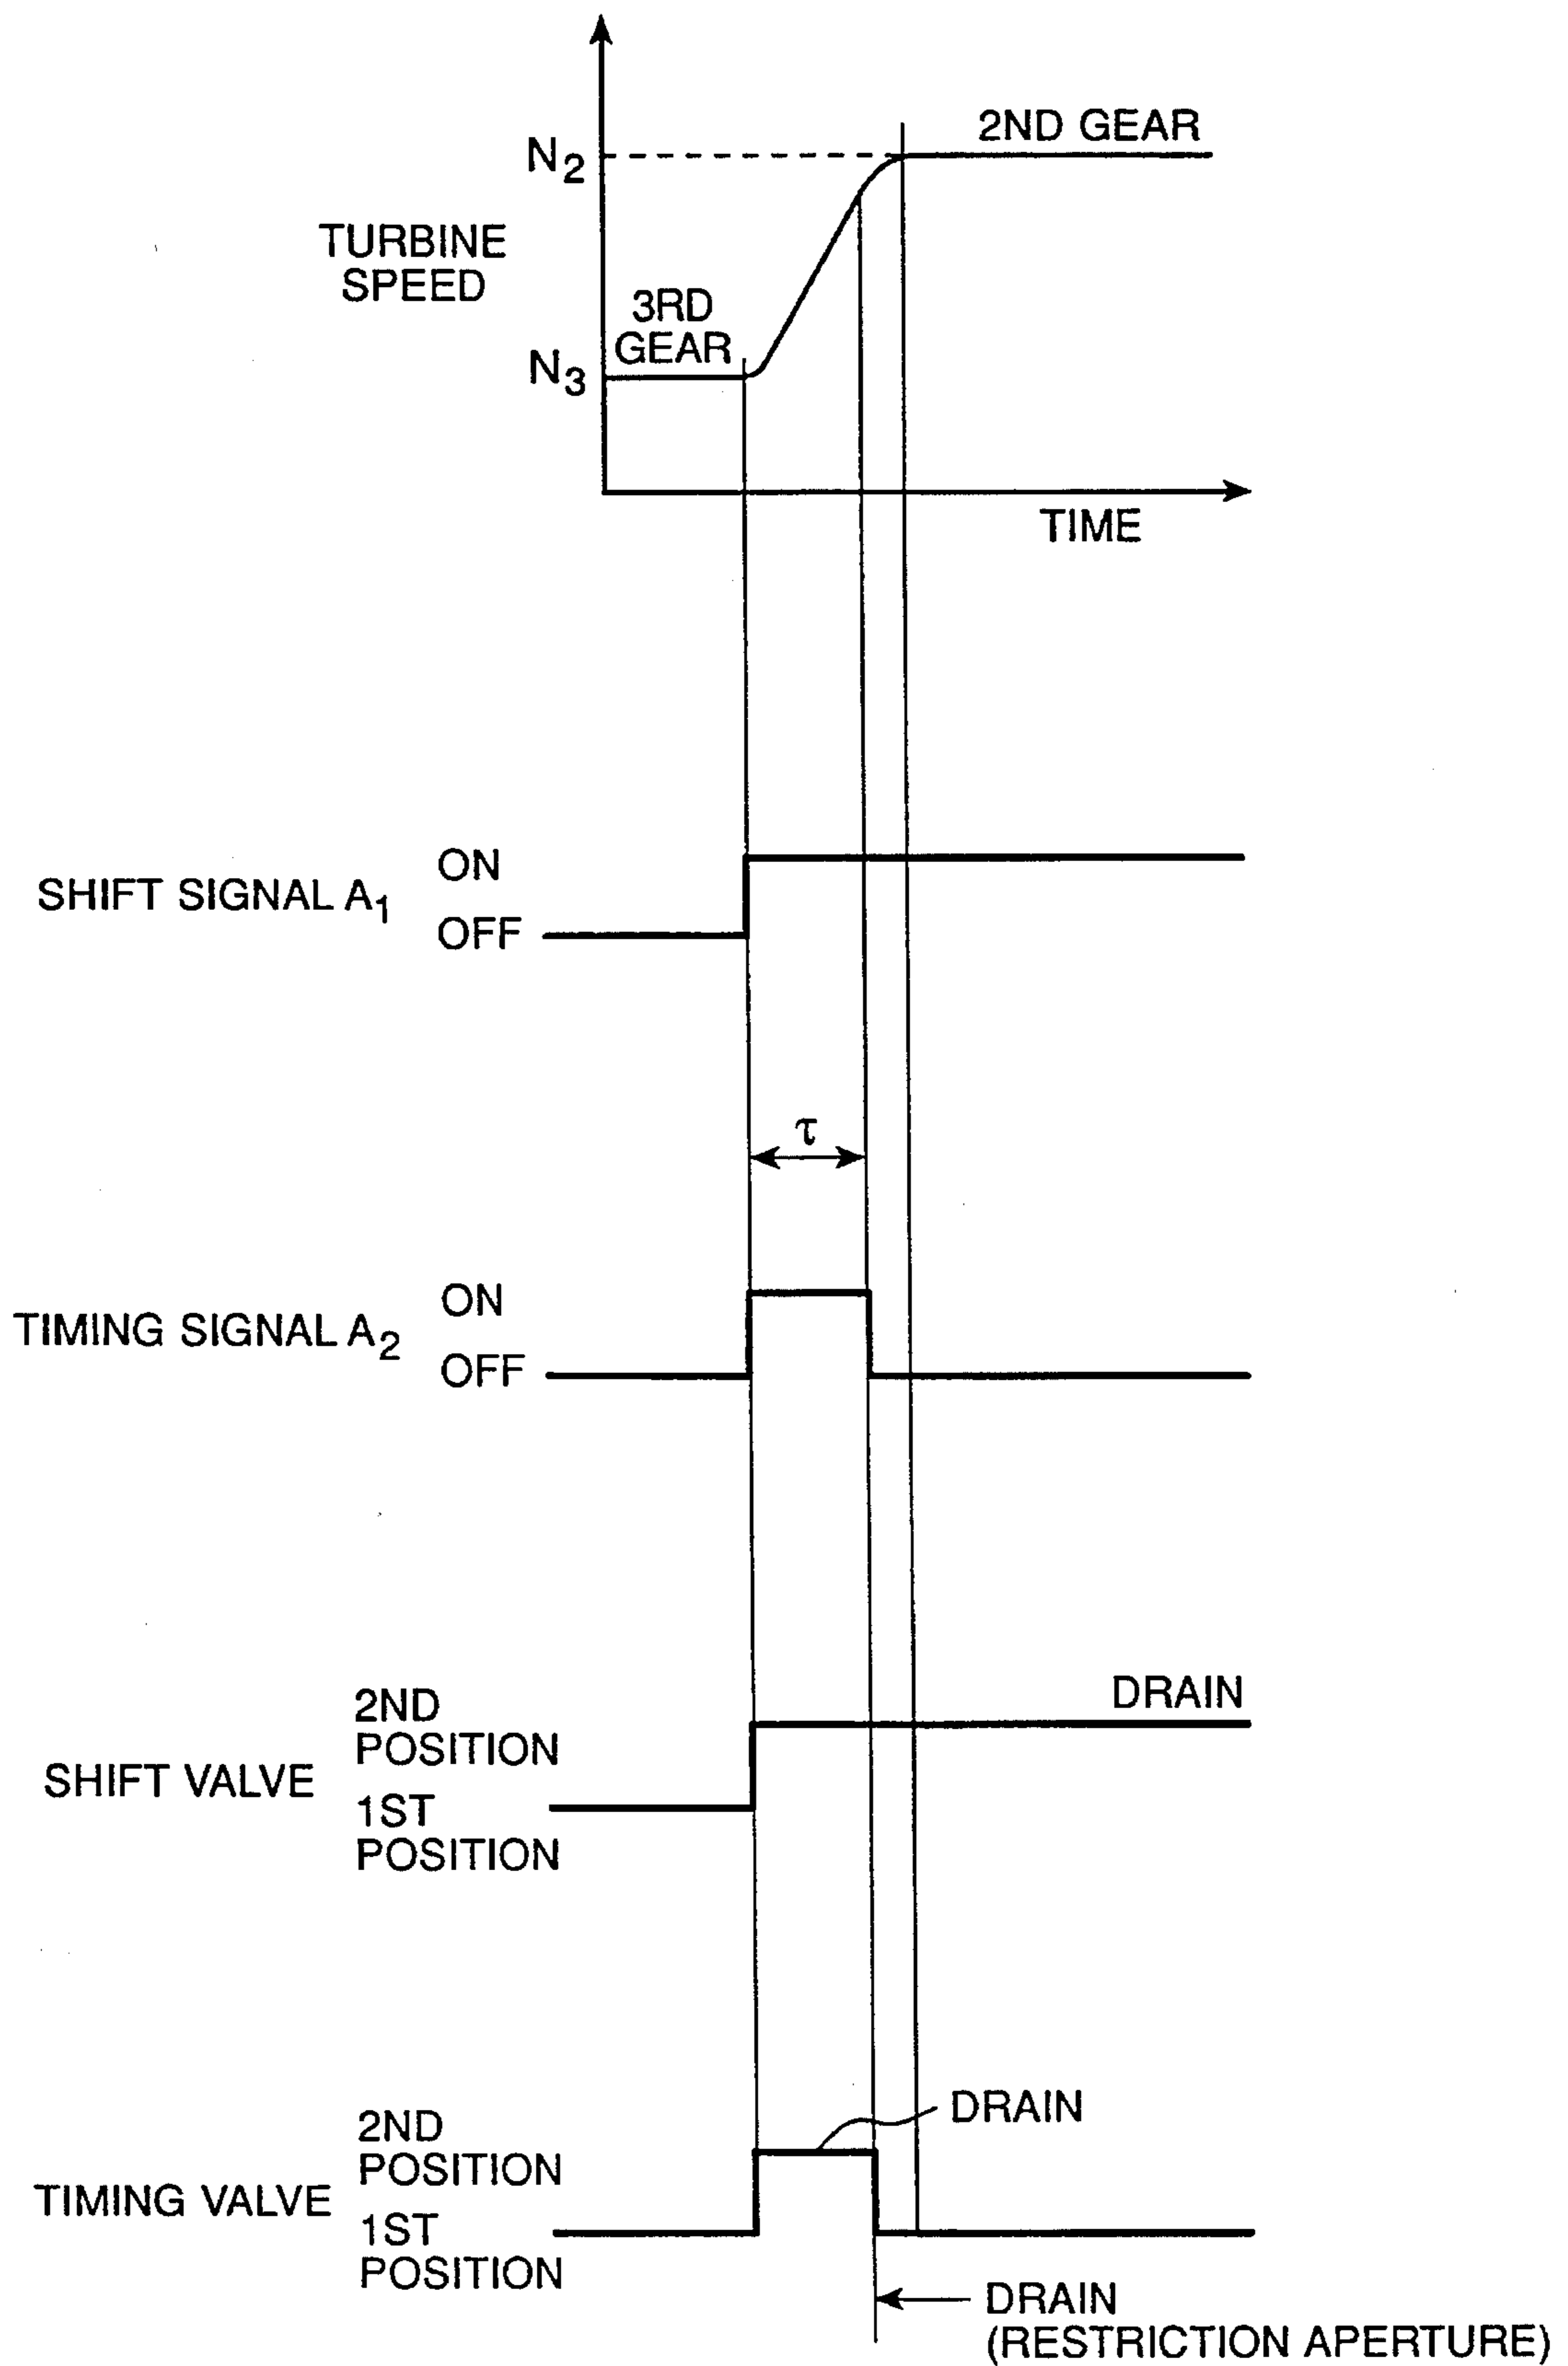 2ND GEAR
N2
TURBINE
SPEED
3RD
GEAR
N3
TIME
SHIFT SIGNAL A1
ON
OFF
τ
TIMING SIGNAL A2
ON
OFF
DRAIN
SHIFT VALVE
2ND
POSITION
1ST
POSITION
DRAIN
TIMING VALVE
2ND
POSITION
1ST
POSITION
DRAIN
(RESTRICTION APERTURE)